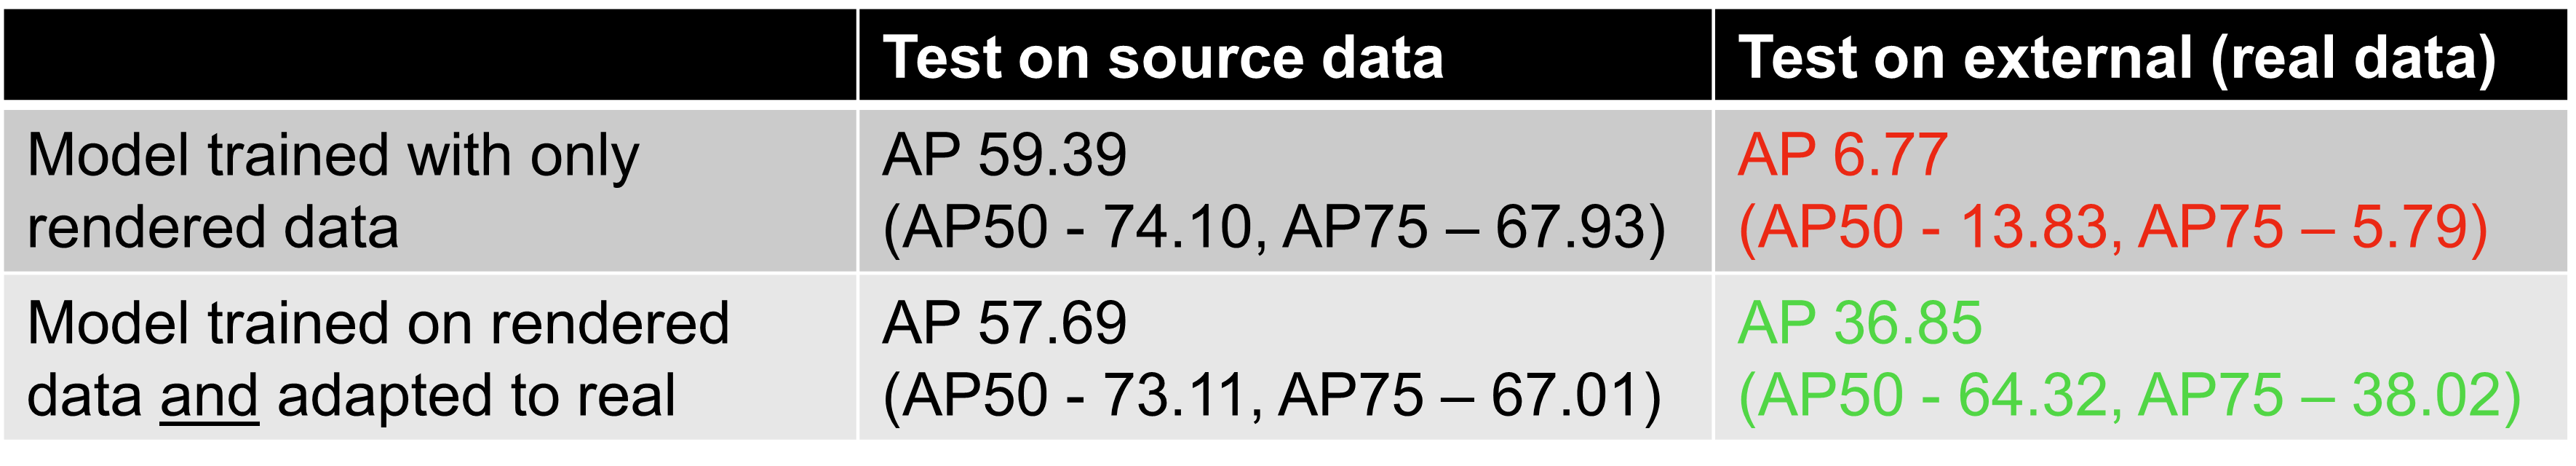 Test on source data
Test on external (real data)
Model trained with only
rendered data
AP 59.39
(AP50 - 74.10, AP75 – 67.93)
AP 6.77
(AP50 - 13.83, AP75 – 5.79)
Model trained on rendered
data and adapted to real
AP 57.69
(AP50 - 73.11, AP75 – 67.01)
AP 36.85
(AP50 - 64.32, AP75 – 38.02)